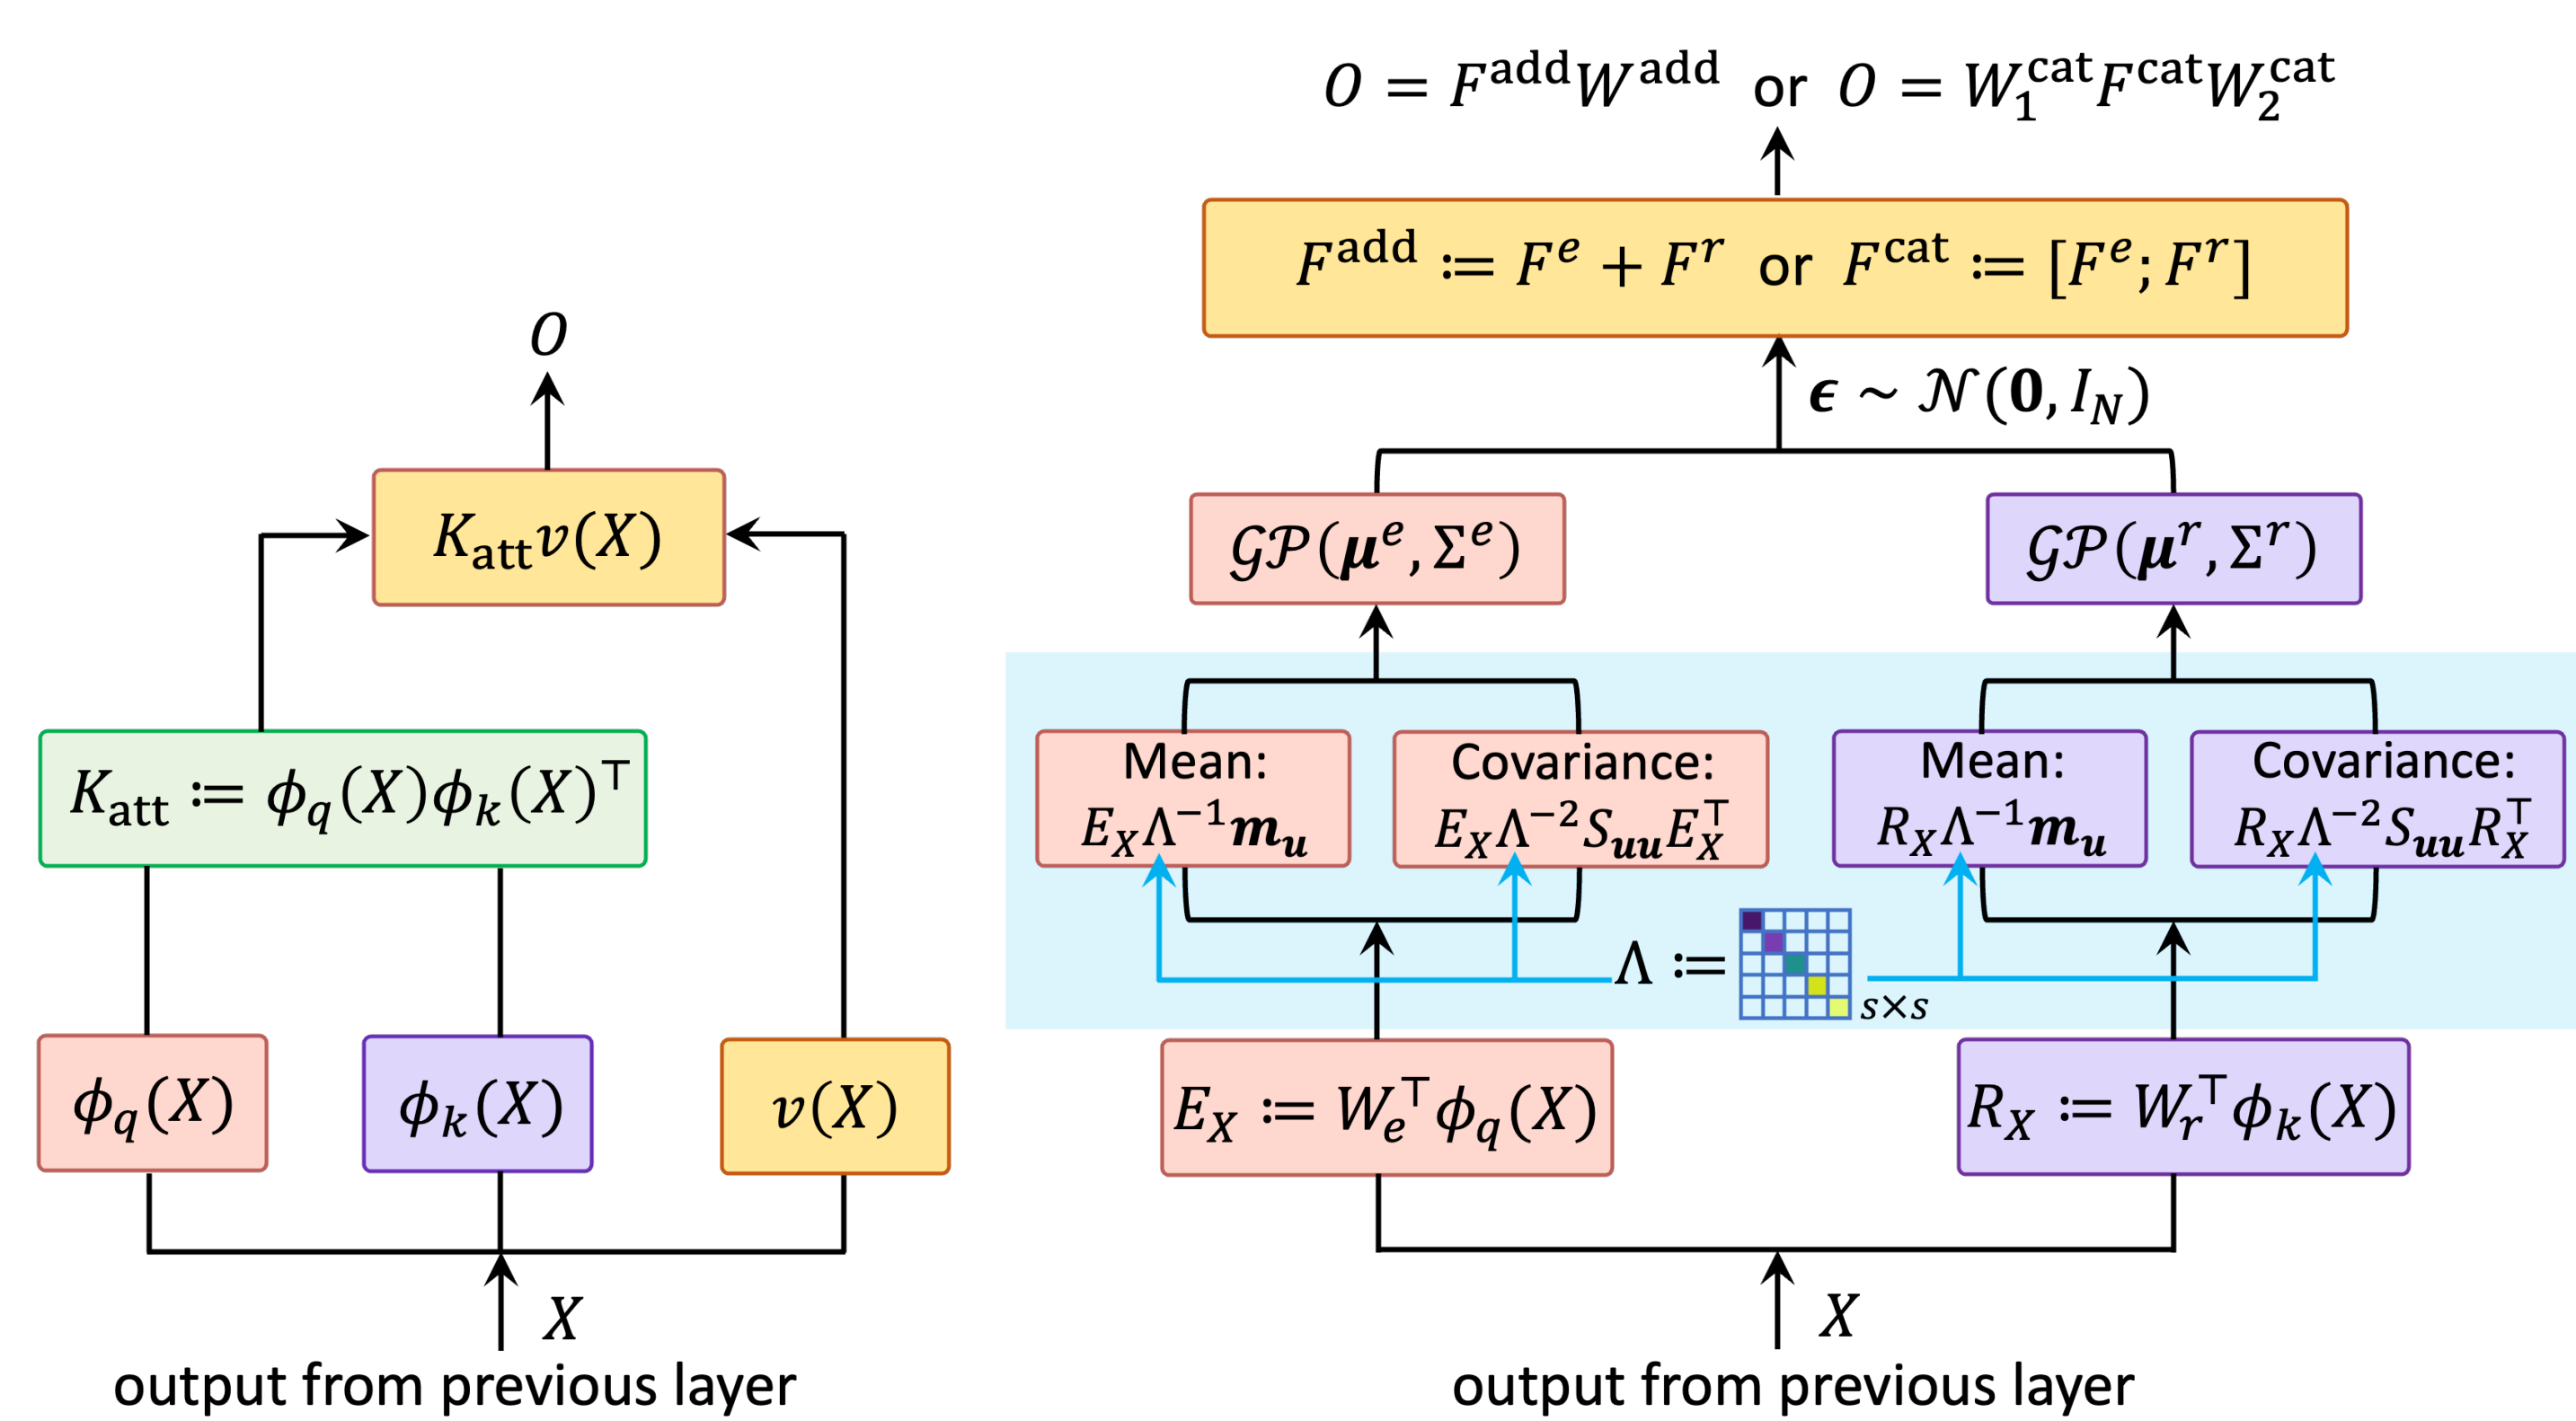 O
K_att v(X)
K_att ≔ ϕ_q(X)ϕ_k(X)^⊤
ϕ_q(X)
ϕ_k(X)
v(X)
X
output from previous layer
O = F^add W^add or O = W_1^cat F^cat W_2^cat
F^add ≔ F^e + F^r or F^cat ≔ [F^e; F^r]
ϵ ~ 𝒩(0, I_N)
𝒢𝒫(μ^e, Σ^e)
𝒢𝒫(μ^r, Σ^r)
Mean:
E_X Λ^−1 m_u
Covariance:
E_X Λ^−2 S_uu E_X^⊤
Mean:
R_X Λ^−1 m_u
Covariance:
R_X Λ^−2 S_uu R_X^⊤
Λ ≔
s×s
E_X ≔ W_e^⊤ ϕ_q(X)
R_X ≔ W_r^⊤ ϕ_k(X)
X
output from previous layer